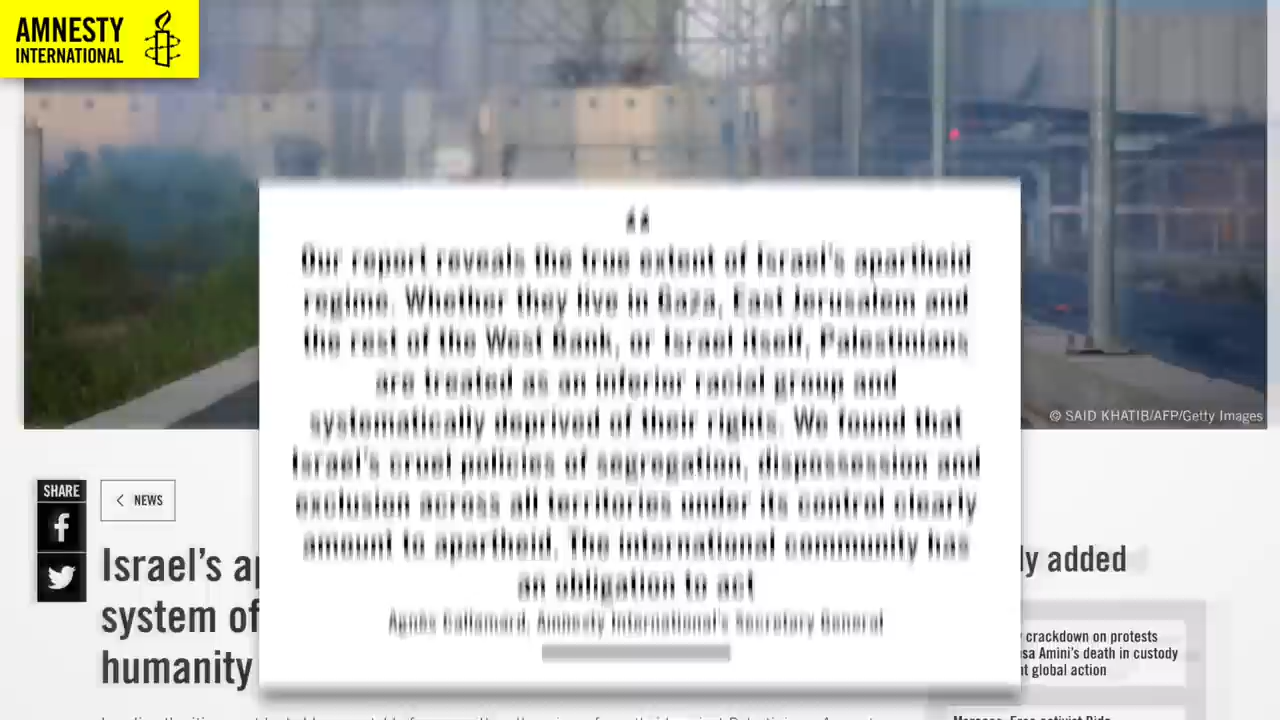 AMNESTY
INTERNATIONAL
“
Our report reveals the true extent of Israel's apartheid
regime. Whether they live in Gaza, East Jerusalem and
the rest of the West Bank, or Israel itself, Palestinians
are treated as an inferior racial group and
systematically deprived of their rights. We found that
Israel's cruel policies of segregation, dispossession and
exclusion across all territories under its control clearly
amount to apartheid. The international community has
an obligation to act
Agnès Callamard, Amnesty International's Secretary General
© SAID KHATIB/AFP/Getty Images
SHARE
NEWS
Israel's
system of
humanity
added
crackdown on protests
Amini's death in custody
global action